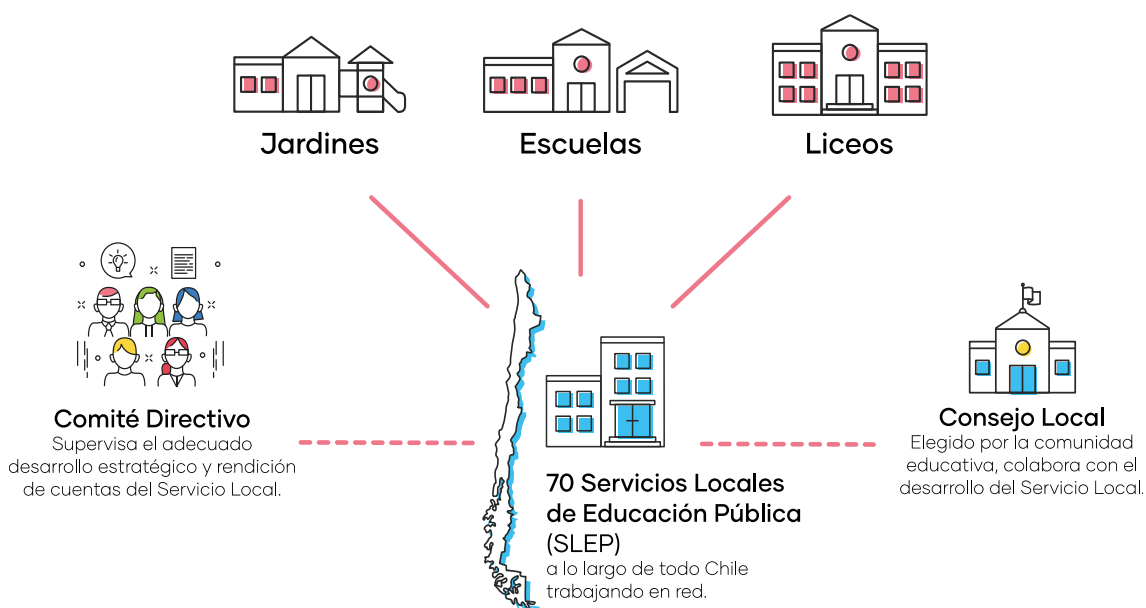 Jardines
Escuelas
Liceos
Comité Directivo
Supervisa el adecuado
desarrollo estratégico y rendición
de cuentas del Servicio Local.
70 Servicios Locales
de Educación Pública
(SLEP)
a lo largo de todo Chile
trabajando en red.
Consejo Local
Elegido por la comunidad
educativa, colabora con el
desarrollo del Servicio Local.